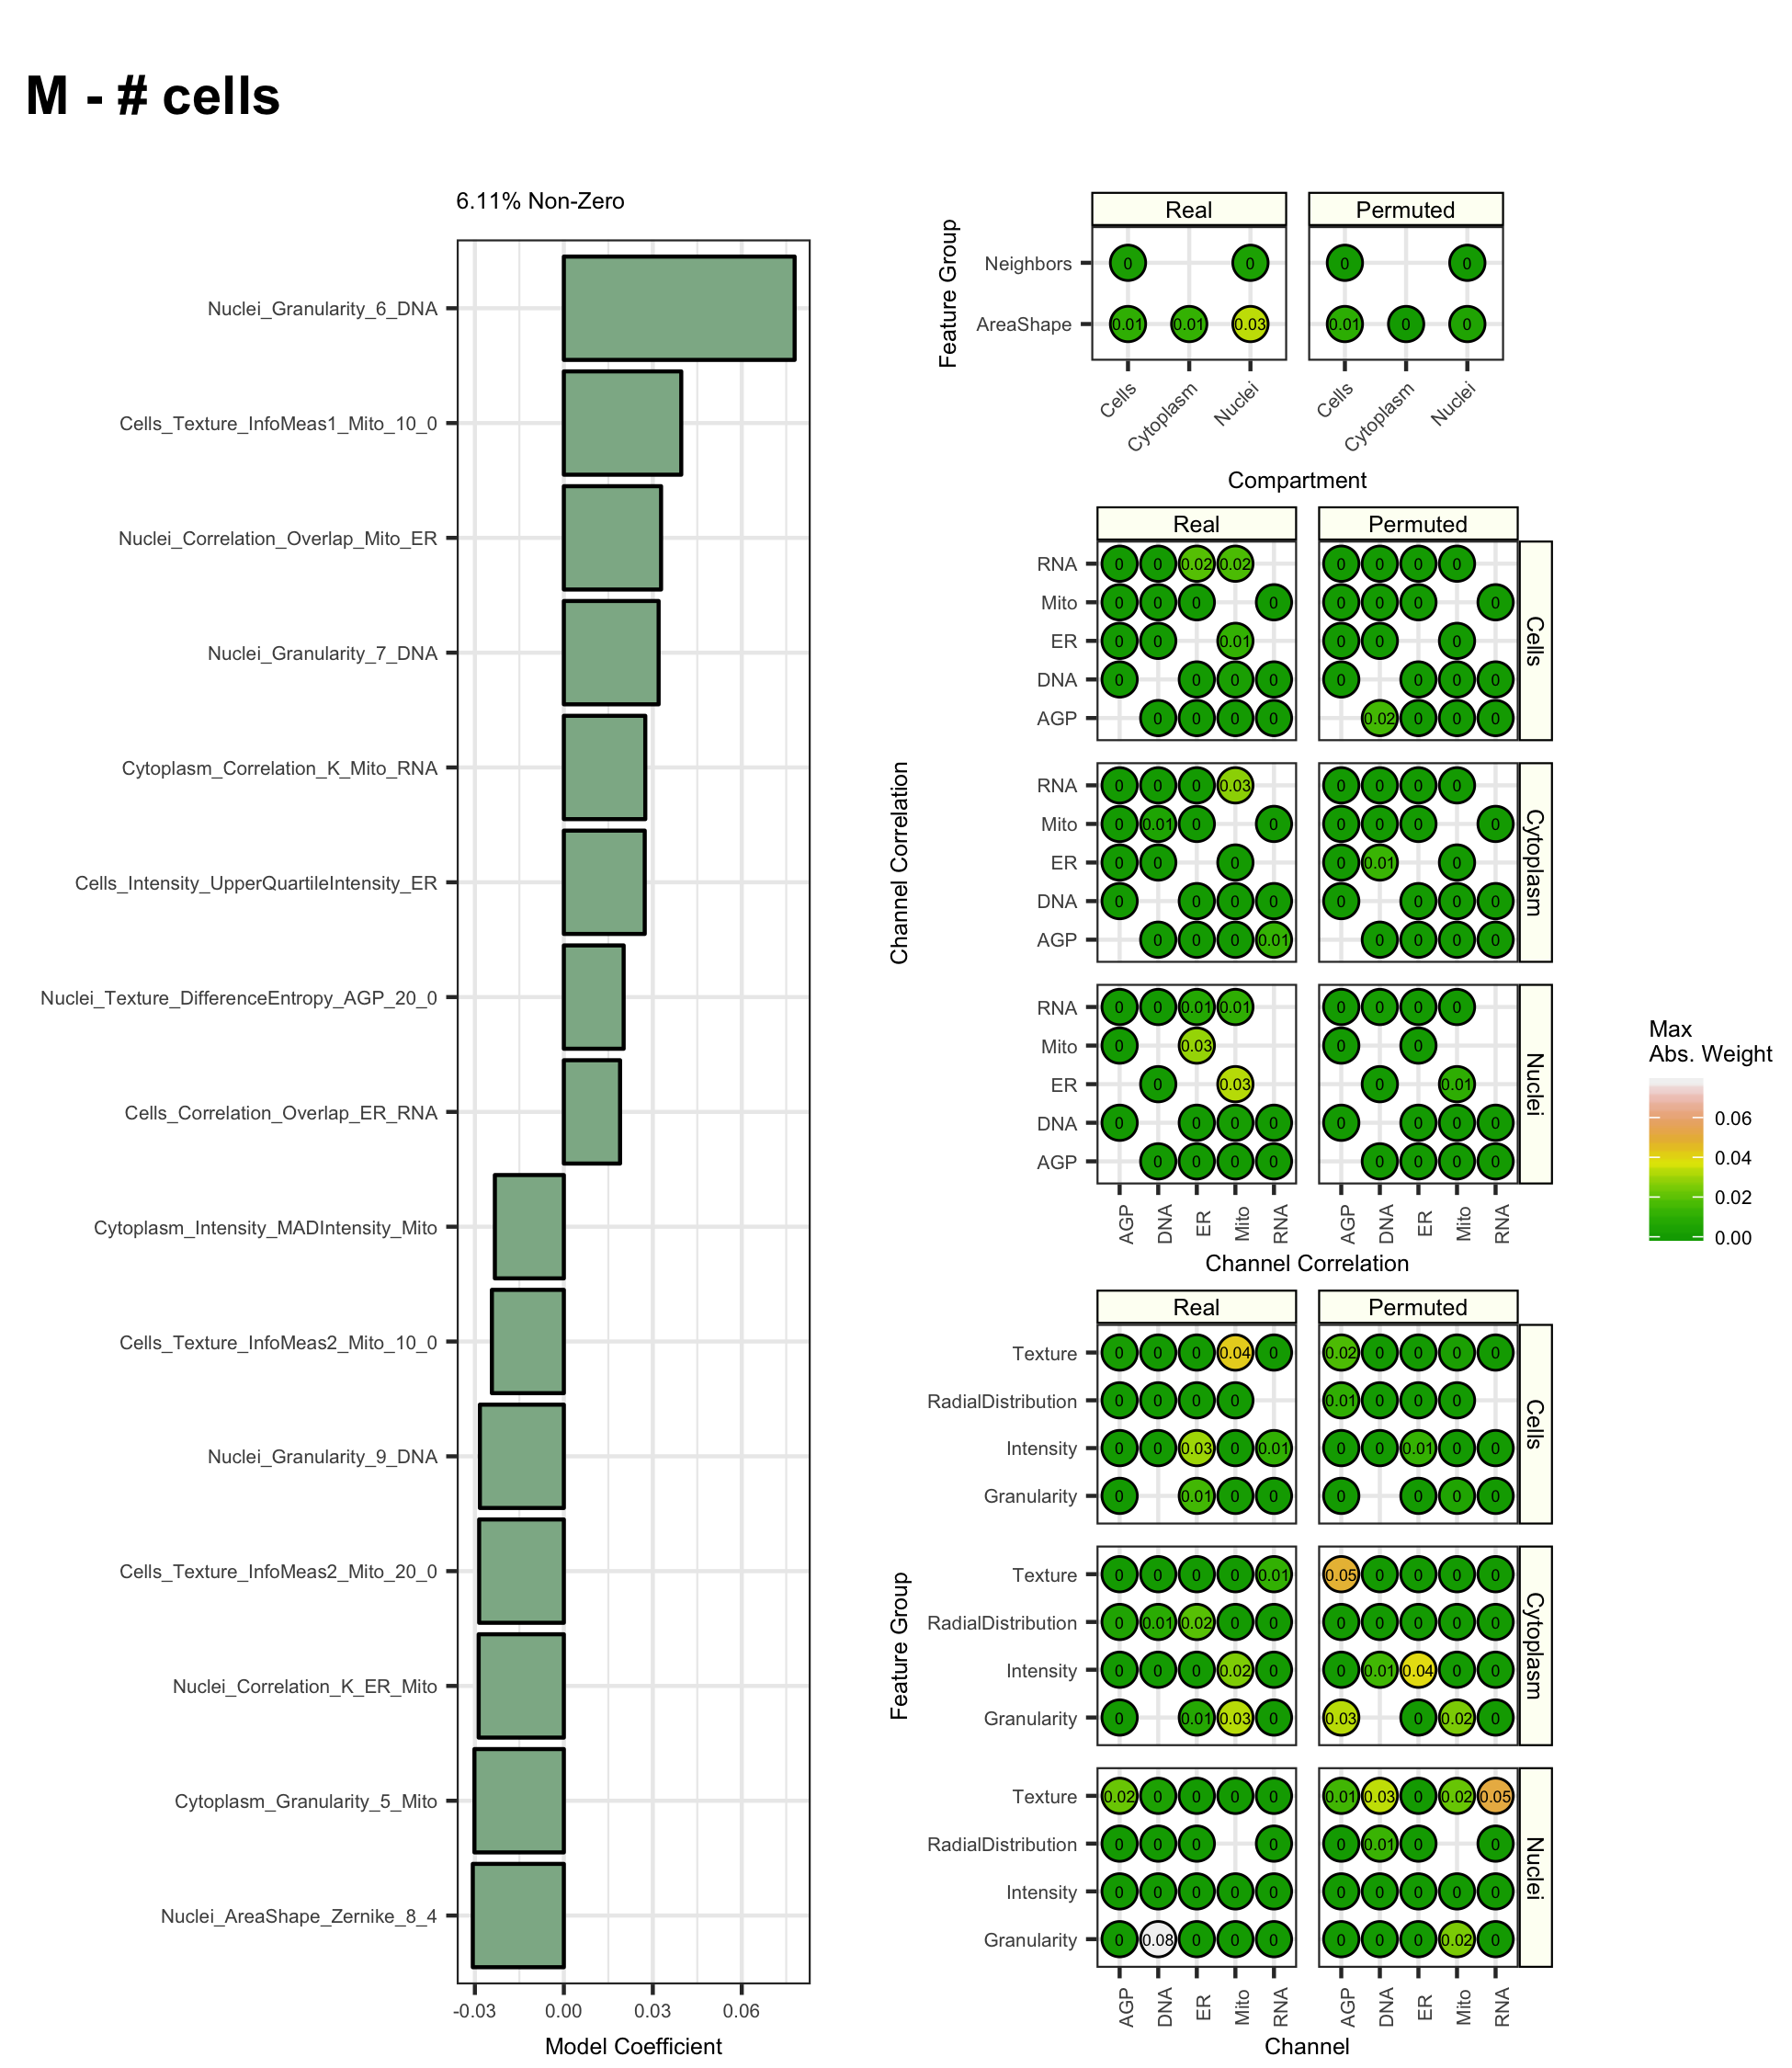 M - # cells
6.11% Non-Zero
Nuclei_Granularity_6_DNA
Cells_Texture_InfoMeas1_Mito_10_0
Nuclei_Correlation_Overlap_Mito_ER
Nuclei_Granularity_7_DNA
Cytoplasm_Correlation_K_Mito_RNA
Cells_Intensity_UpperQuartileIntensity_ER
Nuclei_Texture_DifferenceEntropy_AGP_20_0
Cells_Correlation_Overlap_ER_RNA
Cytoplasm_Intensity_MADIntensity_Mito
Cells_Texture_InfoMeas2_Mito_10_0
Nuclei_Granularity_9_DNA
Cells_Texture_InfoMeas2_Mito_20_0
Nuclei_Correlation_K_ER_Mito
Cytoplasm_Granularity_5_Mito
Nuclei_AreaShape_Zernike_8_4
-0.03 0.00 0.03 0.06
Model Coefficient
Real Permuted
Feature Group
Neighbors 0 0 0 0
AreaShape 0.01 0.01 0.03 0.01 0 0
Cells Cytoplasm Nuclei Cells Cytoplasm Nuclei
Compartment
Real Permuted
Channel Correlation
RNA 0 0 0.02 0.02 0 0 0 0
Mito 0 0 0 0 0 0 0 0
ER 0 0 0.01 0 0 0
DNA 0 0 0 0 0 0 0 0
AGP 0 0 0 0 0.02 0 0 0
Cells
RNA 0 0 0 0.03 0 0 0 0
Mito 0 0.01 0 0 0 0 0 0
ER 0 0 0 0 0.01 0
DNA 0 0 0 0 0 0 0 0
AGP 0 0 0 0.01 0 0 0 0
Cytoplasm
RNA 0 0 0.01 0.01 0 0 0 0
Mito 0 0.03 0 0
ER 0 0.03 0 0.01
DNA 0 0 0 0 0 0 0 0
AGP 0 0 0 0 0 0 0 0
Nuclei
AGP DNA ER Mito RNA AGP DNA ER Mito RNA
Channel Correlation
Max
Abs. Weight
0.06
0.04
0.02
0.00
Real Permuted
Feature Group
Texture 0 0 0 0.04 0 0.02 0 0 0 0
RadialDistribution 0 0 0 0 0.01 0 0 0
Intensity 0 0 0.03 0 0.01 0 0 0.01 0 0
Granularity 0 0.01 0 0 0 0 0 0
Cells
Texture 0 0 0 0 0.01 0.05 0 0 0 0
RadialDistribution 0 0.01 0.02 0 0 0 0 0 0 0
Intensity 0 0 0 0.02 0 0 0.01 0.04 0 0
Granularity 0 0.01 0.03 0 0.03 0 0.02 0
Cytoplasm
Texture 0.02 0 0 0 0 0.01 0.03 0 0.02 0.05
RadialDistribution 0 0 0 0 0 0.01 0 0
Intensity 0 0 0 0 0 0 0 0 0 0
Granularity 0 0.08 0 0 0 0 0 0 0.02 0
Nuclei
AGP DNA ER Mito RNA AGP DNA ER Mito RNA
Channel